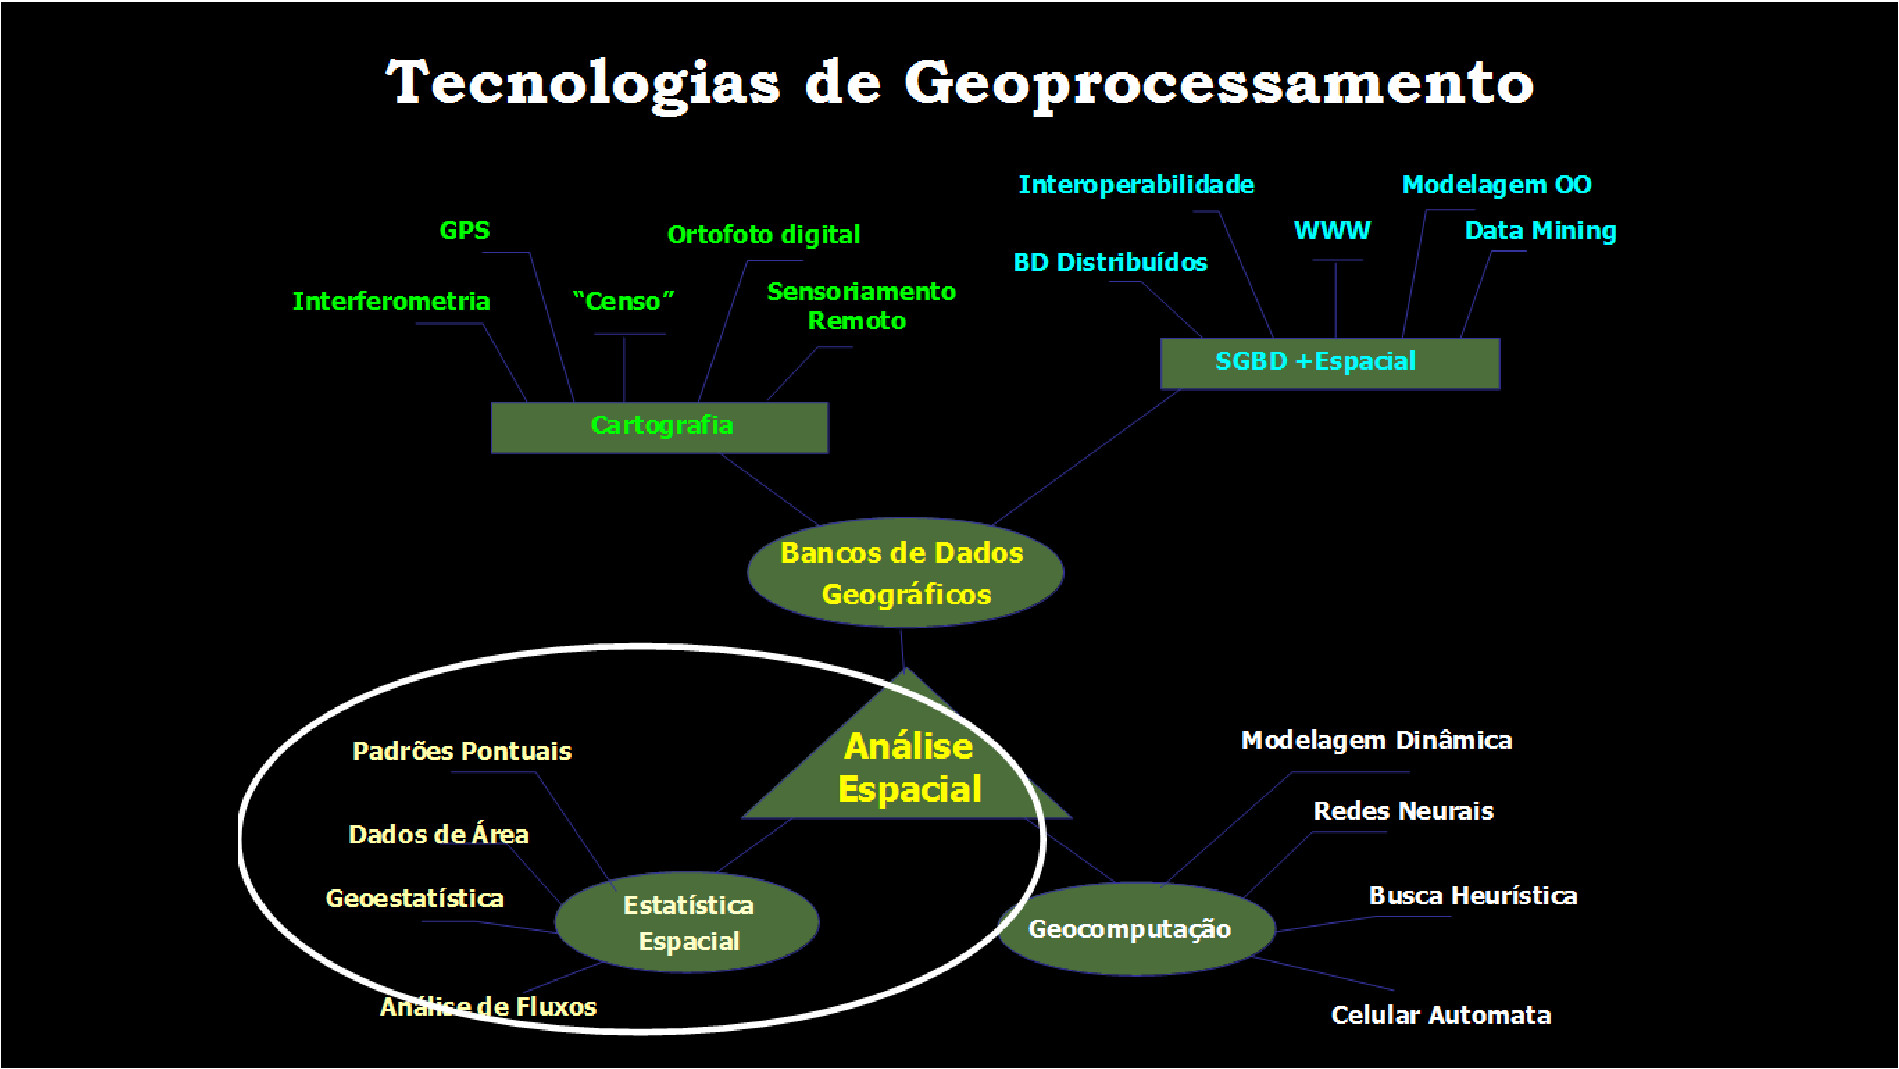 Tecnologias de Geoprocessamento
GPS
Ortofoto digital
Interferometria
“Censo”
Sensoriamento
Remoto
Cartografia
Interoperabilidade
Modelagem OO
WWW
Data Mining
BD Distribuídos
SGBD +Espacial
Bancos de Dados
Geográficos
Análise
Espacial
Padrões Pontuais
Dados de Área
Geoestatística
Estatística
Espacial
Análise de Fluxos
Modelagem Dinâmica
Redes Neurais
Busca Heurística
Geocomputação
Celular Automata